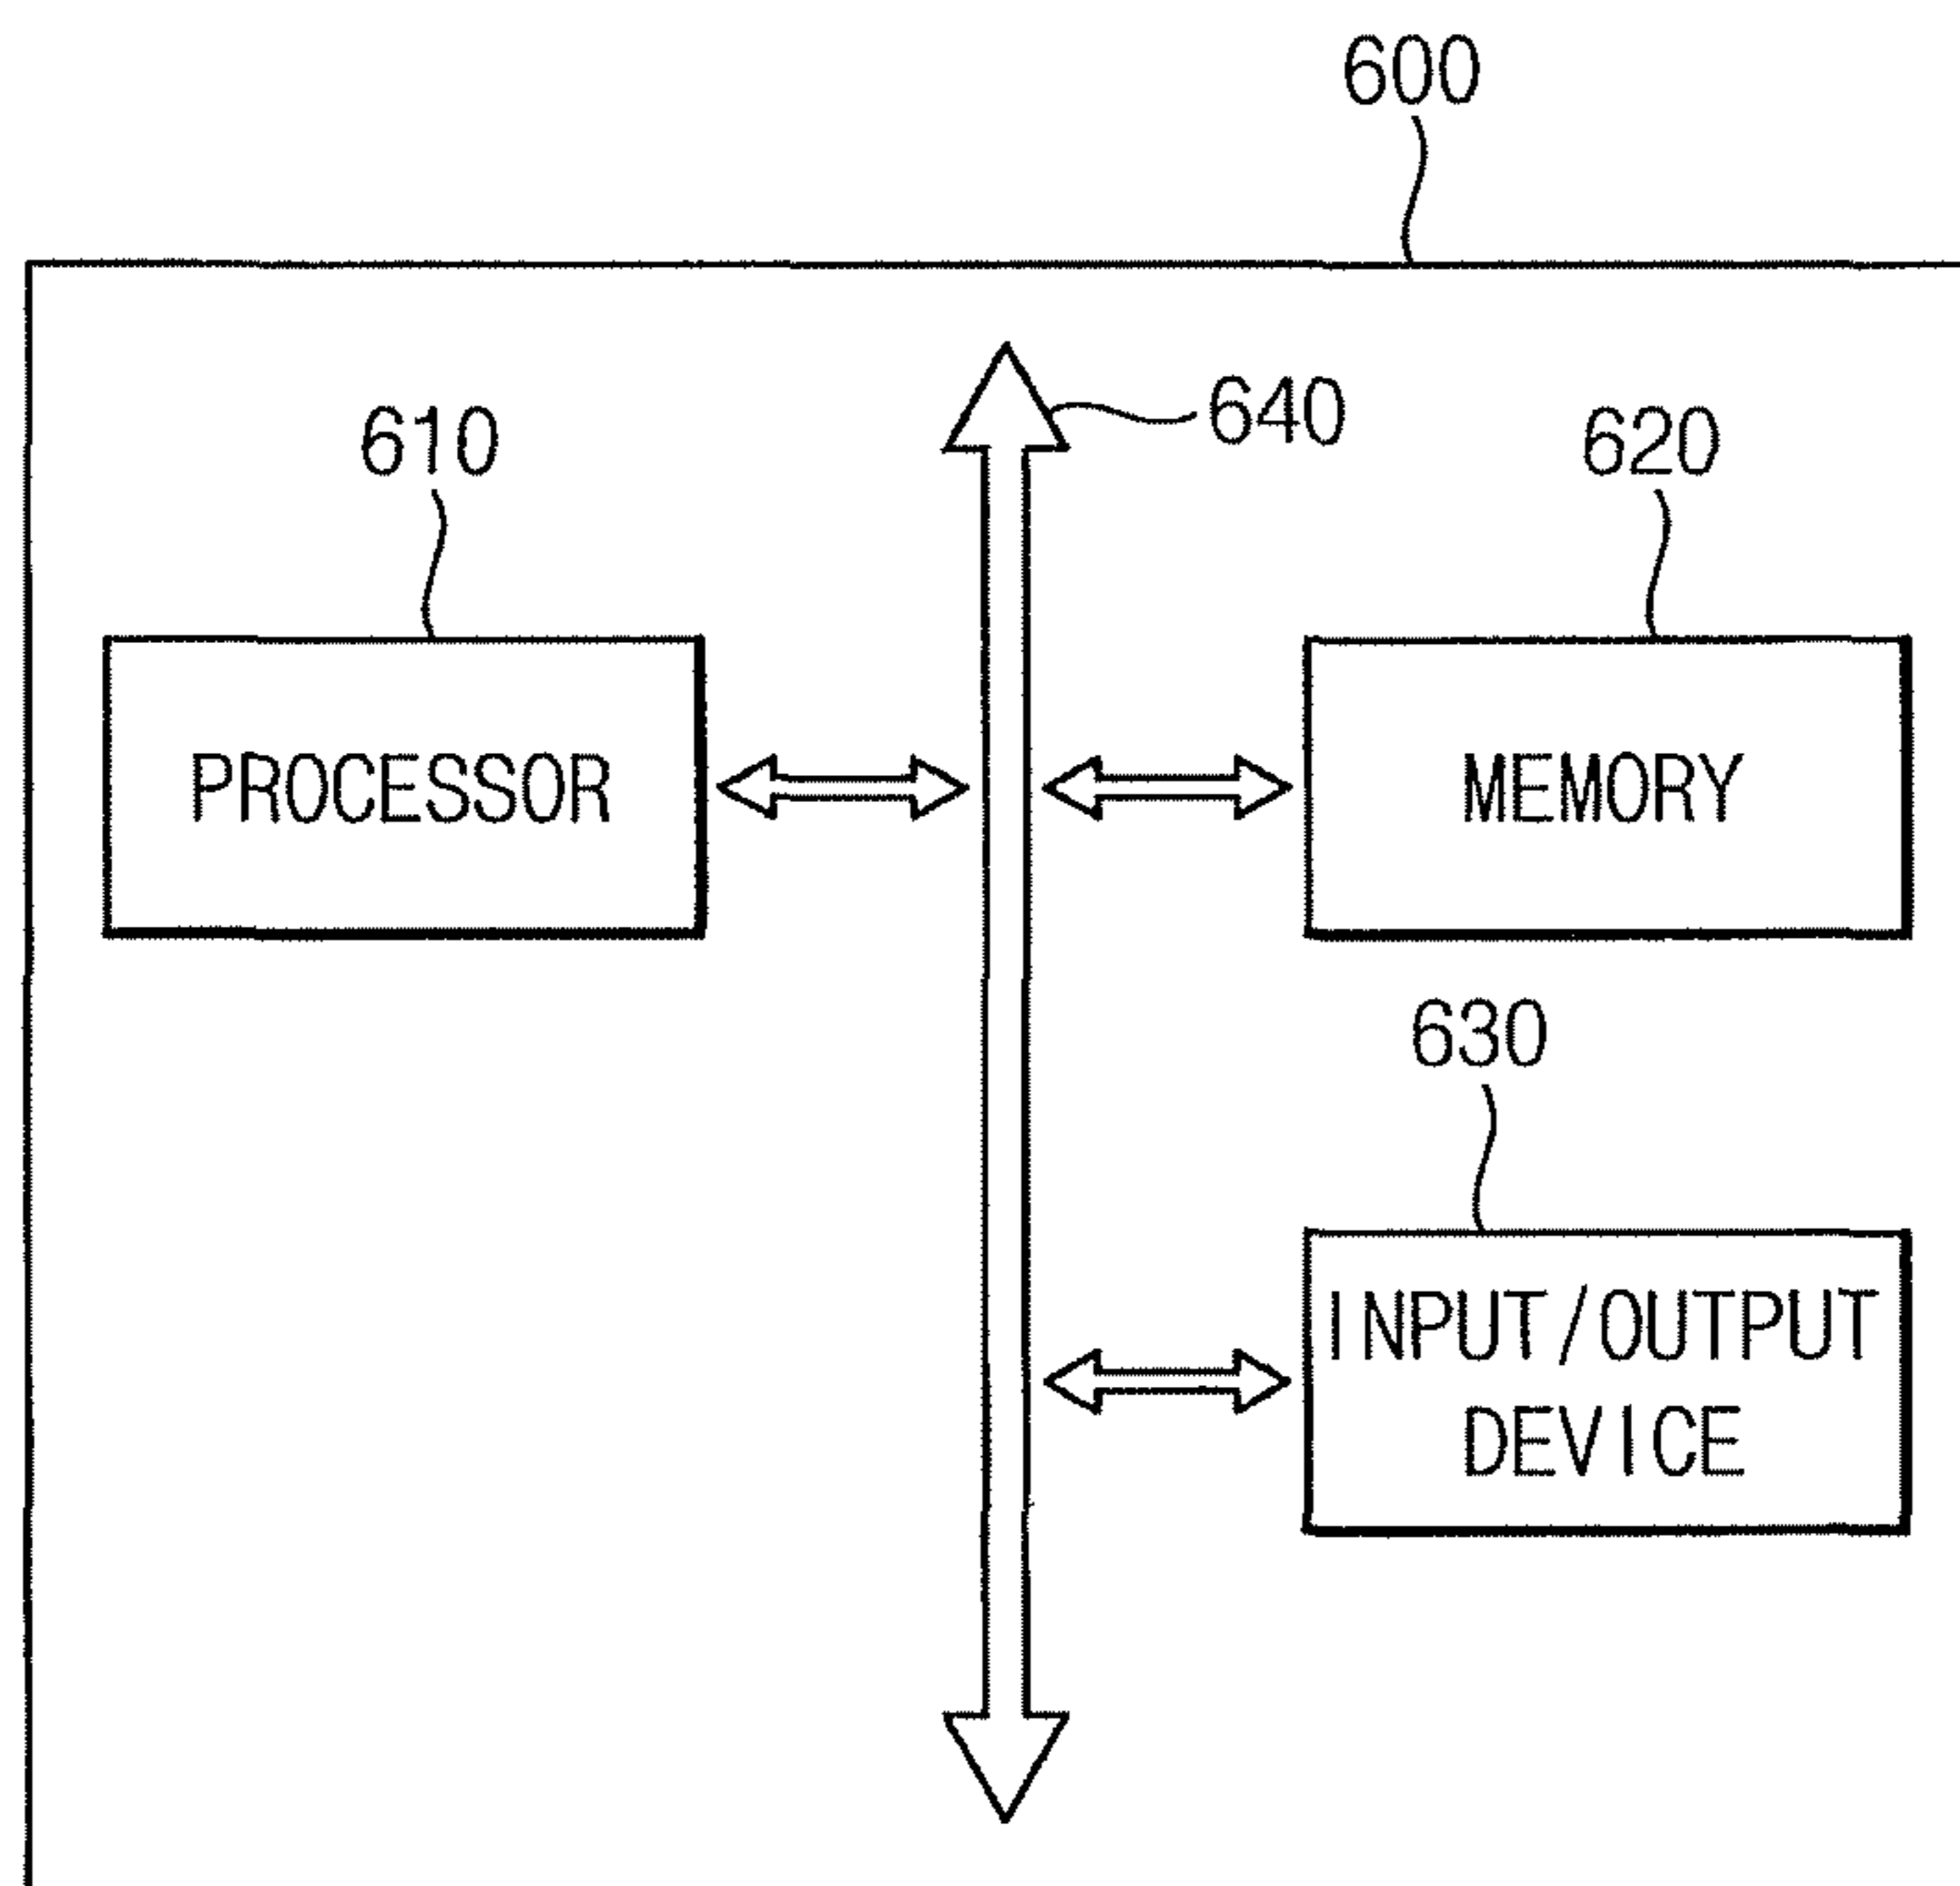 600
640
610
620
PROCESSOR
MEMORY
630
INPUT/OUTPUT
DEVICE